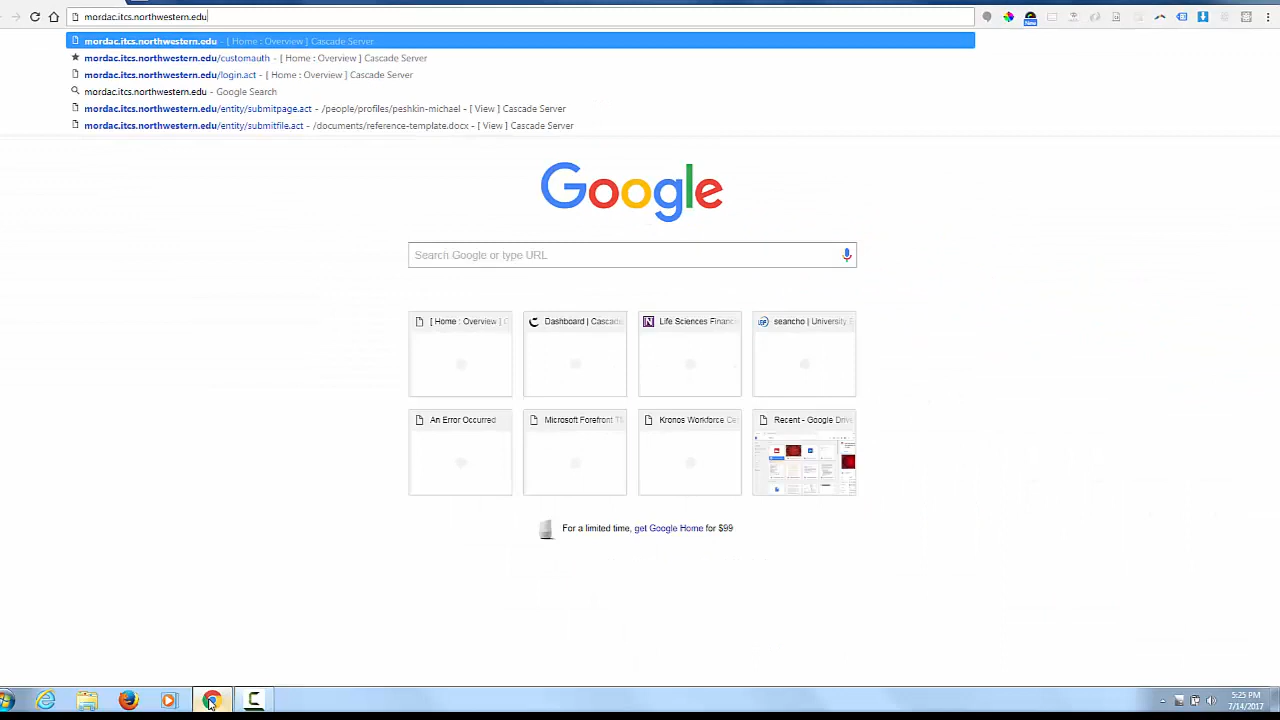 mordac.itcs.northwestern.edu
mordac.itcs.northwestern.edu - [ Home : Overview ] Cascade Server
mordac.itcs.northwestern.edu/customauth - [ Home : Overview ] Cascade Server
mordac.itcs.northwestern.edu/login.act - [ Home : Overview ] Cascade Server
mordac.itcs.northwestern.edu - Google Search
mordac.itcs.northwestern.edu/entity/submitpage.act - /people/profiles/peshkin-michael - [ View ] Cascade Server
mordac.itcs.northwestern.edu/entity/submitfile.act - /documents/reference-template.docx - [ View ] Cascade Server
New
Google
Search Google or type URL
[ Home : Overview ]
Dashboard | Cascade
Life Sciences Financ
seancho | University
An Error Occurred
Microsoft Forefront
Kronos Workforce Ce
Recent - Google Drive
For a limited time, get Google Home for $99
5:25 PM
7/14/2017